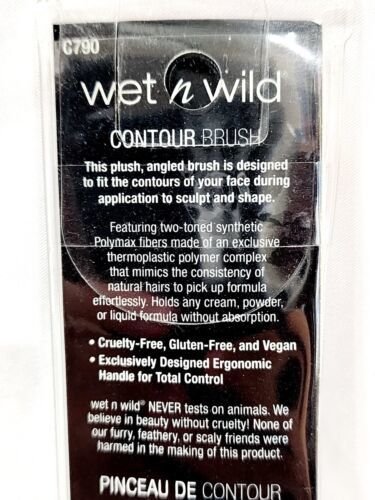 C790
wet n wild®
CONTOUR BRUSH
This plush, angled brush is designed
to fit the contours of your face during
application to sculpt and shape.
Featuring two-toned synthetic
Polymax fibers made of an exclusive
thermoplastic polymer complex
that mimics the consistency of
natural hairs to pick up formula
effortlessly. Holds any cream, powder,
or liquid formula without absorption.
• Cruelty-Free, Gluten-Free, and Vegan
• Exclusively Designed Ergonomic
Handle for Total Control
wet n wild® NEVER tests on animals. We
believe in beauty without cruelty! None of
our furry, feathery, or scaly friends were
harmed in the making of this product.
PINCEAU DE CONTOUR